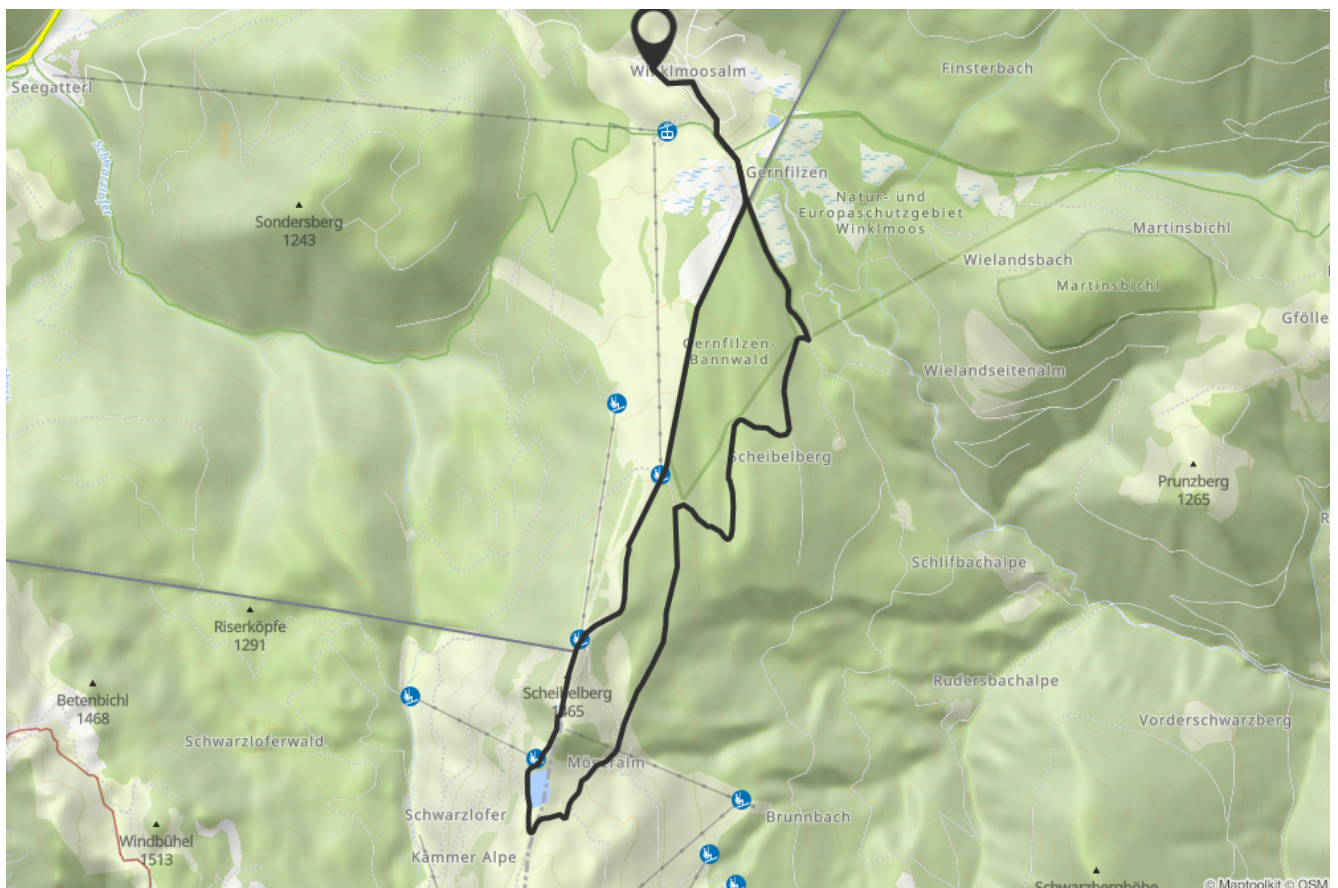 Winklmoosalm
Finsterbach
Seegatterl
Schwarzlofer
Gernfilzen
Natur- und
Europaschutzgebiet
Winklmoos
Sondersberg
1243
Martinsbichl
Wielandsbach
Martinsbichl
Gfölle
Gernfilzen-
Bannwald
Wielandseitenalm
Scheibelberg
Prunzberg
1265
Schlifbachalpe
Riserköpfe
1291
Rudersbachalpe
Scheibelberg
1465
Betenbichl
1468
Vorderschwarzberg
Schwarzloferwald
Möseralm
Schwarzlofer
Brunnbach
Windbühel
1513
Kammer Alpe
Schwarzberghöhe
© Maptoolkit © OSM